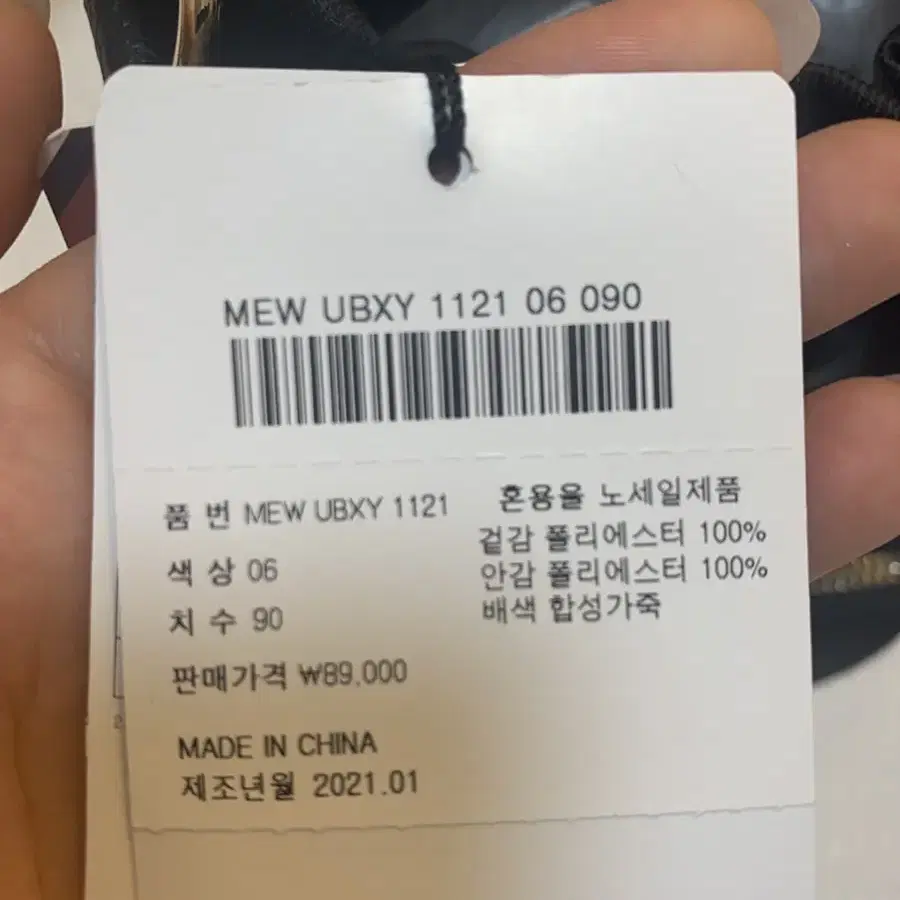 MEW UBXY 1121 06 090
품 번 MEW UBXY 1121
색 상 06
치 수 90
판매가격 ₩89,000
MADE IN CHINA
제조년월 2021.01
혼용율 노세일제품
겉감 폴리에스터 100%
안감 폴리에스터 100%
배색 합성가죽